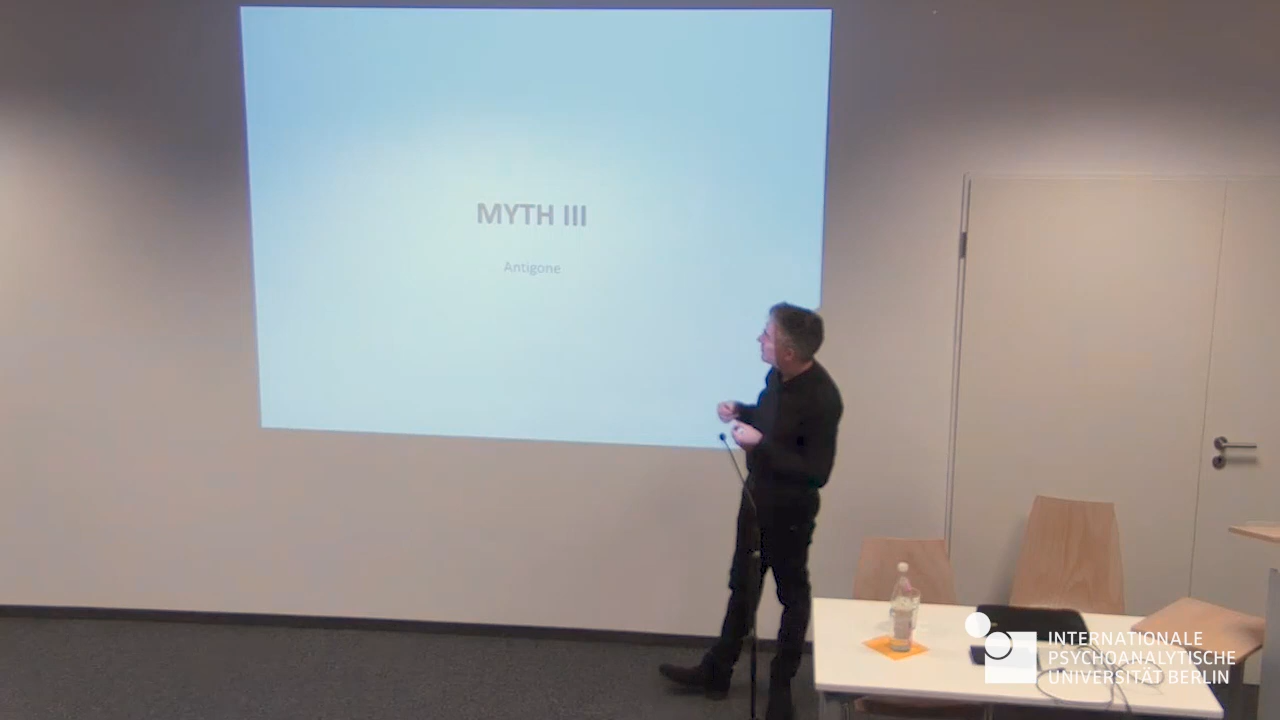 MYTH III
Antigone
INTERNATIONALE
PSYCHOANALYTISCHE
UNIVERSITÄT BERLIN